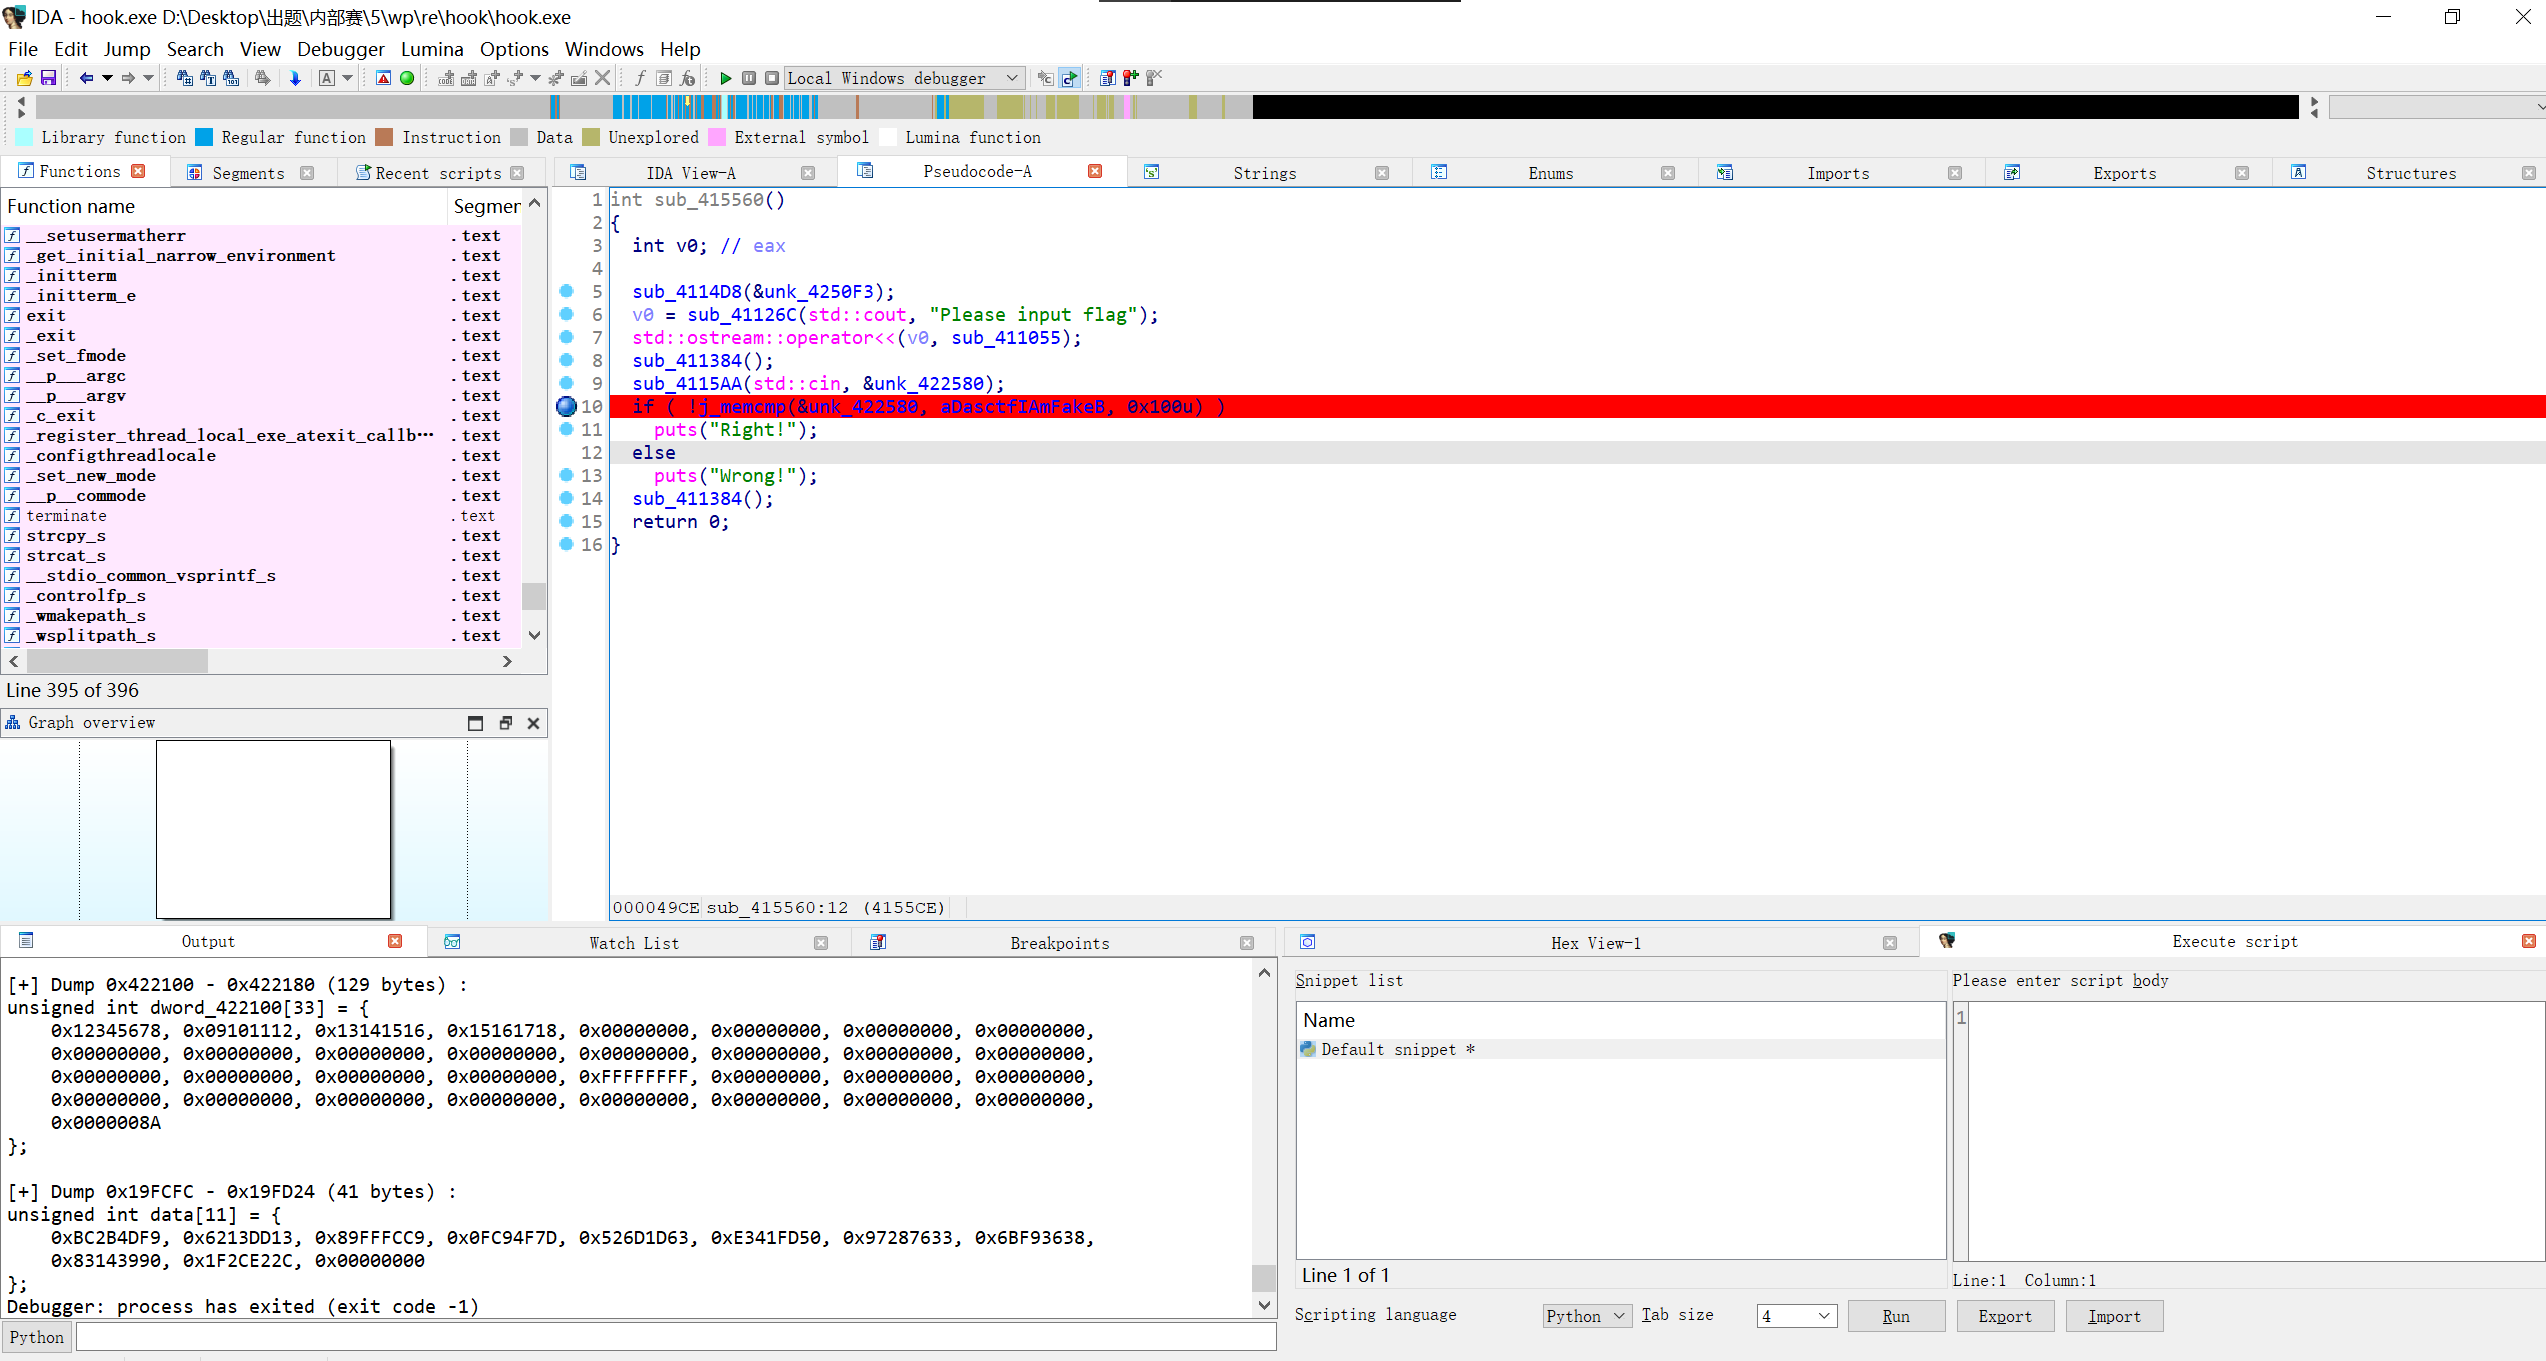 IDA - hook.exe D:\Desktop\出题\内部赛\5\wp\re\hook\hook.exe
File Edit Jump Search View Debugger Lumina Options Windows Help
Local Windows debugger
Library function Regular function Instruction Data Unexplored External symbol Lumina function
Functions Segments Recent scripts IDA View-A Pseudocode-A Strings Enums Imports Exports Structures
Function name Segmen
__setusermatherr .text
_get_initial_narrow_environment .text
_initterm .text
_initterm_e .text
exit .text
_exit .text
_set_fmode .text
__p___argc .text
__p___argv .text
_c_exit .text
_register_thread_local_exe_atexit_callb… .text
_configthreadlocale .text
_set_new_mode .text
__p__commode .text
terminate .text
strcpy_s .text
strcat_s .text
__stdio_common_vsprintf_s .text
_controlfp_s .text
_wmakepath_s .text
_wsplitpath_s .text
Line 395 of 396
Graph overview
1 int sub_415560()
2 {
3 int v0; // eax
4
5 sub_4114D8(&unk_4250F3);
6 v0 = sub_41126C(std::cout, "Please input flag");
7 std::ostream::operator<<(v0, sub_411055);
8 sub_411384();
9 sub_4115AA(std::cin, &unk_422580);
10 if ( !j_memcmp(&unk_422580, aDasctfIAmFakeB, 0x100u) )
11 puts("Right!");
12 else
13 puts("Wrong!");
14 sub_411384();
15 return 0;
16 }
000049CE sub_415560:12 (4155CE)
Output Watch List Breakpoints
[+] Dump 0x422100 - 0x422180 (129 bytes) :
unsigned int dword_422100[33] = {
0x12345678, 0x09101112, 0x13141516, 0x15161718, 0x00000000, 0x00000000, 0x00000000, 0x00000000,
0x00000000, 0x00000000, 0x00000000, 0x00000000, 0x00000000, 0x00000000, 0x00000000, 0x00000000,
0x00000000, 0x00000000, 0x00000000, 0x00000000, 0xFFFFFFFF, 0x00000000, 0x00000000, 0x00000000,
0x00000000, 0x00000000, 0x00000000, 0x00000000, 0x00000000, 0x00000000, 0x00000000, 0x00000000,
0x0000008A
};
[+] Dump 0x19FCFC - 0x19FD24 (41 bytes) :
unsigned int data[11] = {
0xBC2B4DF9, 0x6213DD13, 0x89FFFCC9, 0x0FC94F7D, 0x526D1D63, 0xE341FD50, 0x97287633, 0x6BF93638,
0x83143990, 0x1F2CE22C, 0x00000000
};
Debugger: process has exited (exit code -1)
Python
Hex View-1 Execute script
Snippet list
Name
Default snippet *
Line 1 of 1
Please enter script body
1
Line:1 Column:1
Scripting language Python Tab size 4 Run Export Import